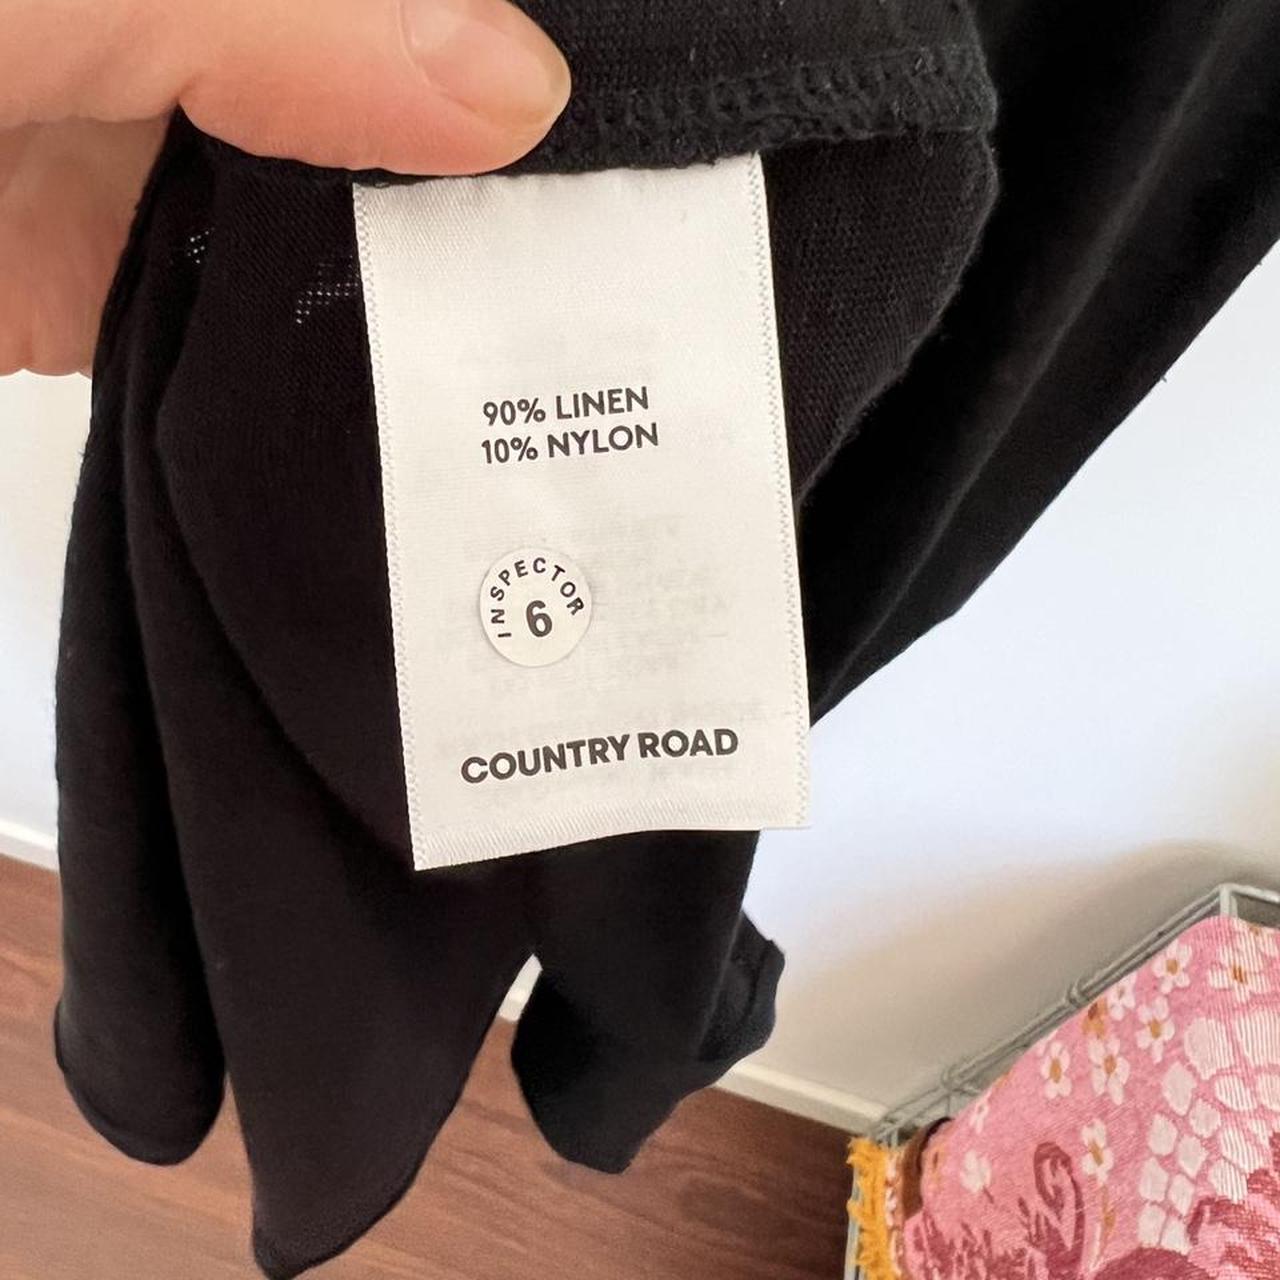 90% LINEN
10% NYLON
INSPECTOR
6
COUNTRY ROAD